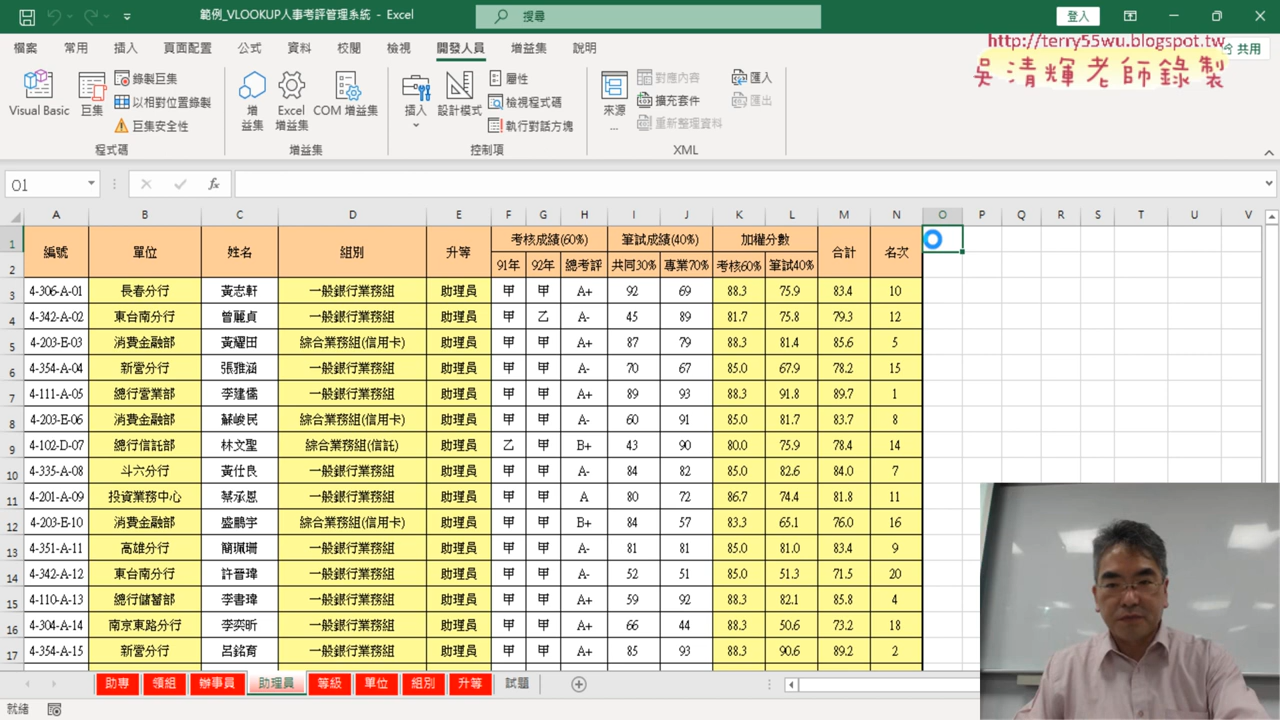 範例_VLOOKUP人事考評管理系統 - Excel
搜尋
登入
檔案 常用 插入 頁面配置 公式 資料 校閱 檢視 開發人員 增益集 說明
共用
http://terry55wu.blogspot.tw
吳清輝老師錄製
Visual Basic
巨集
錄製巨集
以相對位置錄製
巨集安全性
程式碼
增益集
Excel 增益集
COM 增益集
增益集
插入
設計模式
屬性
檢視程式碼
執行對話方塊
控制項
來源
...
對應內容
擴充套件
重新整理資料
匯入
匯出
XML
O1
fx
A B C D E F G H I J K L M N O P Q R S T U V
1 編號 單位 姓名 組別 升等 考核成績(60%) 筆試成績(40%) 加權分數 合計 名次
2 91年 92年 總考評 共同30% 專業70% 考核60% 筆試40%
3 4-306-A-01 長春分行 黃志軒 一般銀行業務組 助理員 甲 甲 A+ 92 69 88.3 75.9 83.4 10
4 4-342-A-02 東台南分行 曾麗貞 一般銀行業務組 助理員 甲 乙 A- 45 89 81.7 75.8 79.3 12
5 4-203-E-03 消費金融部 黃耀田 綜合業務組(信用卡) 助理員 甲 甲 A+ 87 79 88.3 81.4 85.6 5
6 4-354-A-04 新營分行 張雅涵 一般銀行業務組 助理員 甲 甲 A- 70 67 85.0 67.9 78.2 15
7 4-111-A-05 總行營業部 李建儒 一般銀行業務組 助理員 甲 甲 A+ 89 93 88.3 91.8 89.7 1
8 4-203-E-06 消費金融部 蘇峻民 綜合業務組(信用卡) 助理員 甲 甲 A- 60 91 85.0 81.7 83.7 8
9 4-102-D-07 總行信託部 林文聖 綜合業務組(信託) 助理員 乙 甲 B+ 43 90 80.0 75.9 78.4 14
10 4-335-A-08 斗六分行 黃仕良 一般銀行業務組 助理員 甲 甲 A- 84 82 85.0 82.6 84.0 7
11 4-201-A-09 投資業務中心 蔡承恩 一般銀行業務組 助理員 甲 甲 A 80 72 86.7 74.4 81.8 11
12 4-203-E-10 消費金融部 盛鵬宇 綜合業務組(信用卡) 助理員 甲 甲 B+ 84 57 83.3 65.1 76.0 16
13 4-351-A-11 高雄分行 簡珮珊 一般銀行業務組 助理員 甲 甲 A- 81 81 85.0 81.0 83.4 9
14 4-342-A-12 東台南分行 許晉瑋 一般銀行業務組 助理員 甲 甲 A- 52 51 85.0 51.3 71.5 20
15 4-110-A-13 總行儲蓄部 李書瑋 一般銀行業務組 助理員 甲 甲 A+ 59 92 88.3 82.1 85.8 4
16 4-304-A-14 南京東路分行 李奕昕 一般銀行業務組 助理員 甲 甲 A+ 66 44 88.3 50.6 73.2 18
17 4-354-A-15 新營分行 呂銘育 一般銀行業務組 助理員 甲 甲 A+ 85 93 88.3 90.6 89.2 2
助專 領組 辦事員 助理員 等級 單位 組別 升等 試題
就緒